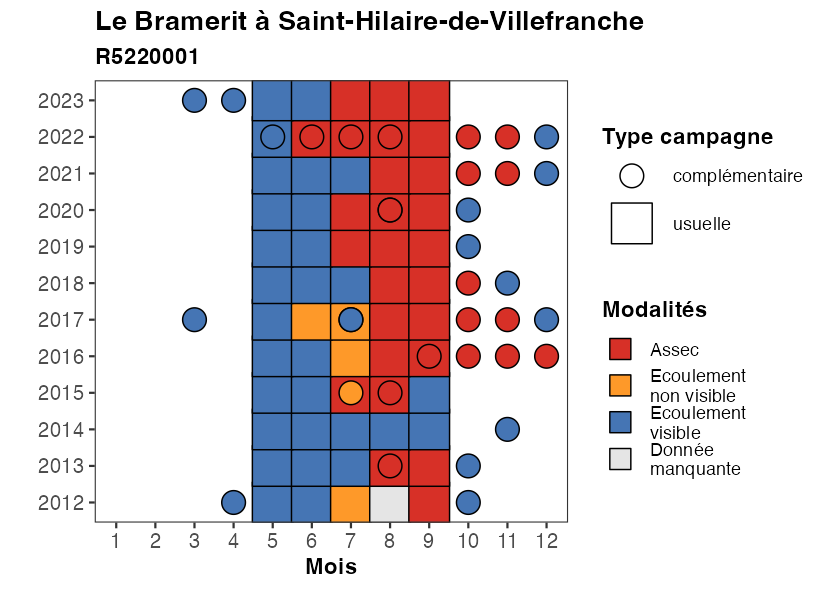 Le Bramerit à Saint-Hilaire-de-Villefranche
R5220001
2023
2022
2021
2020
2019
2018
2017
2016
2015
2014
2013
2012
1 2 3 4 5 6 7 8 9 10 11 12
Mois
Type campagne
complémentaire
usuelle
Modalités
Assec
Ecoulement
non visible
Ecoulement
visible
Donnée
manquante